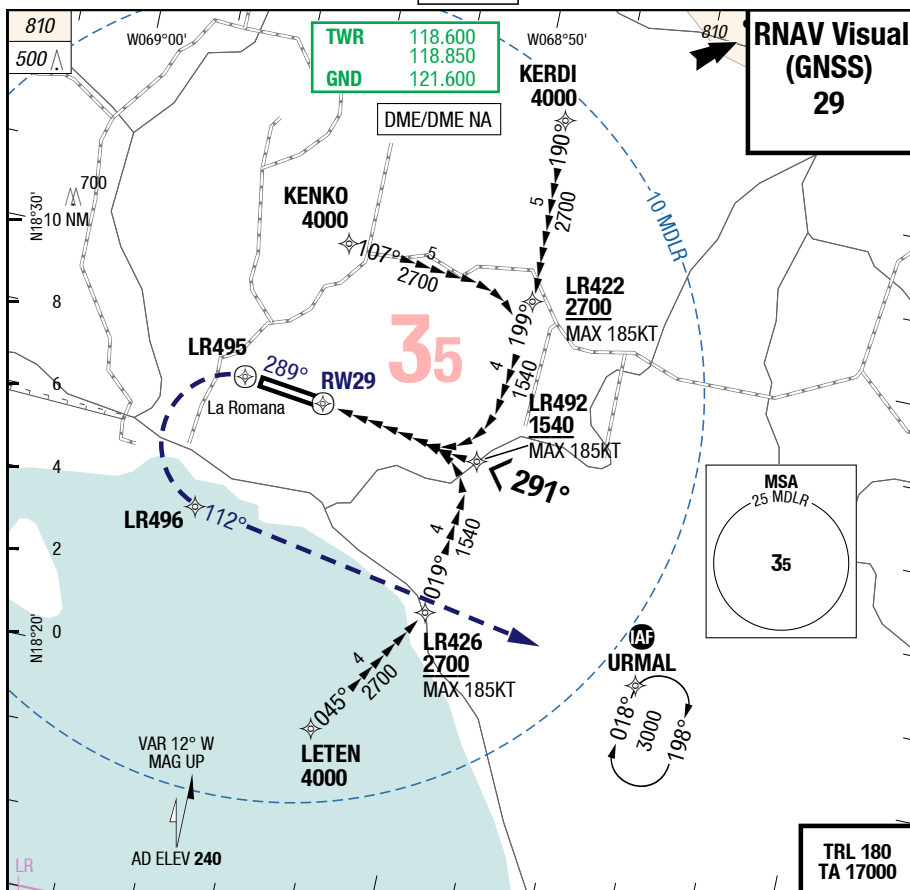 810
500
W069°00'
TWR 118.600
118.850
GND 121.600
W068°50'
810
RNAV Visual
(GNSS)
29
DME/DME NA
KERDI
4000
190°
5
2700
10 MDLR
700
10 NM
N18°30'
KENKO
4000
107°
5
2700
8
LR422
2700
MAX 185KT
199°
4
1540
35
LR495
289°
RW29
La Romana
6
LR492
1540
MAX 185KT
291°
4
LR496
112°
019°
4
1540
MSA
25 MDLR
35
2
0
N18°20'
LR426
2700
MAX 185KT
045°
4
2700
LETEN
4000
IAF
URMAL
018°
3000
198°
VAR 12° W
MAG UP
AD ELEV 240
LR
TRL 180
TA 17000